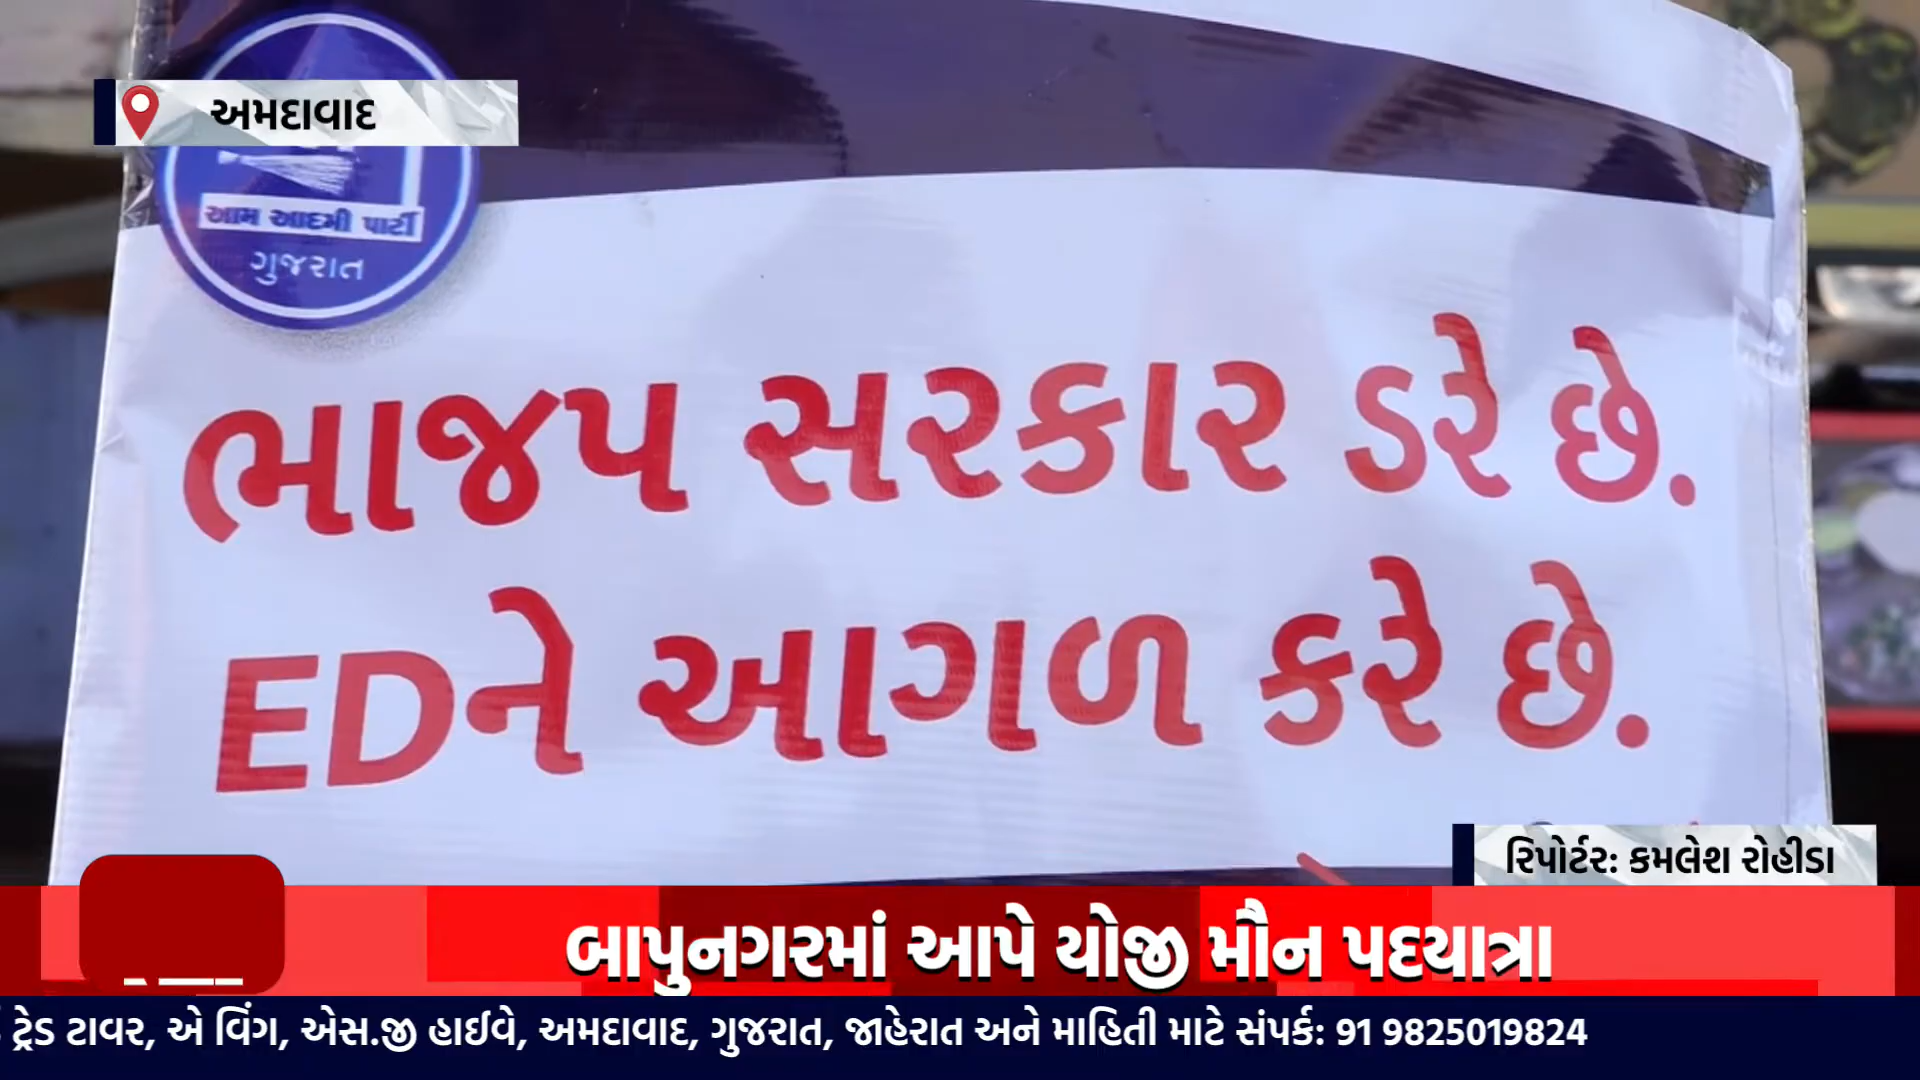 અમદાવાદ
આમ આદમી પાર્ટી
ગુજરાત
ભાજપ સરકાર ડરે છે.
EDને આગળ કરે છે.
રિપોર્ટર: કમલેશ રોહીડા
બાપુનગરમાં આપે યોજી મૌન પદયાત્રા
ટ્રેડ ટાવર, એ વિંગ, એસ.જી હાઈવે, અમદાવાદ, ગુજરાત, જાહેરાત અને માહિતી માટે સંપર્ક: 91 9825019824